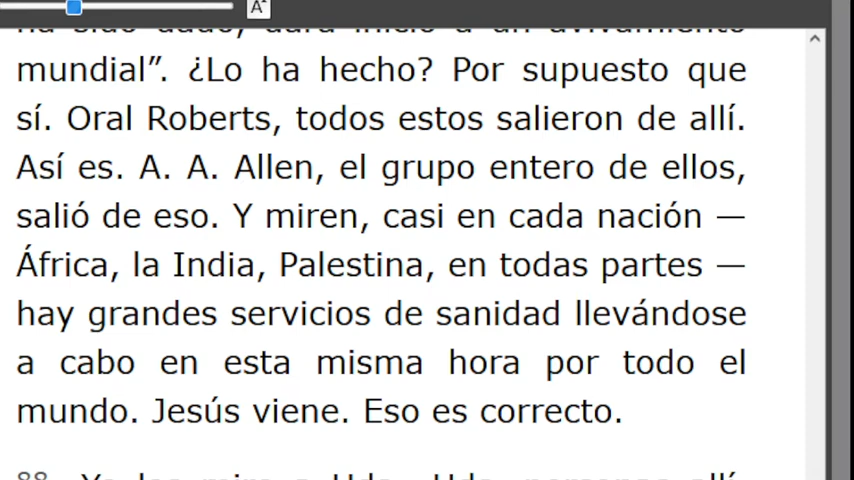 A
mundial”. ¿Lo ha hecho? Por supuesto que
sí. Oral Roberts, todos estos salieron de allí.
Así es. A. A. Allen, el grupo entero de ellos,
salió de eso. Y miren, casi en cada nación —
África, la India, Palestina, en todas partes —
hay grandes servicios de sanidad llevándose
a cabo en esta misma hora por todo el
mundo. Jesús viene. Eso es correcto.